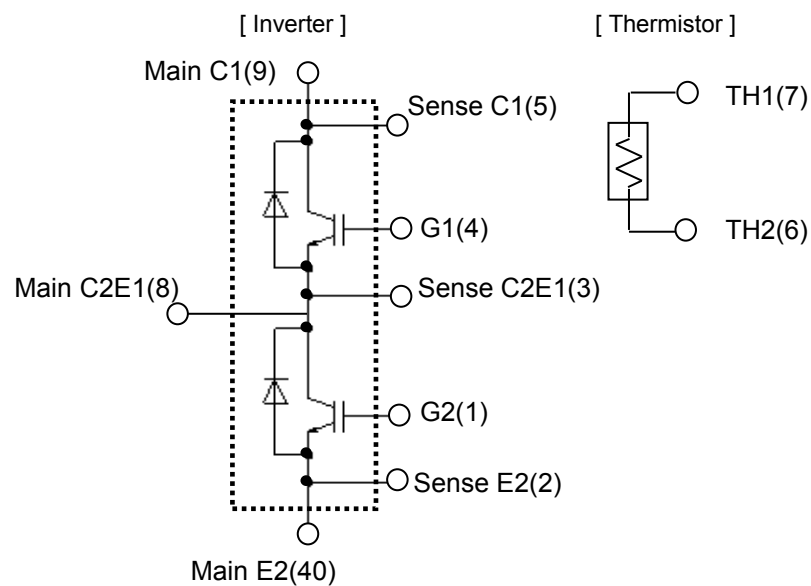 [ Inverter ]
[ Thermistor ]
Main C1(9)
Sense C1(5)
TH1(7)
G1(4)
TH2(6)
Main C2E1(8)
Sense C2E1(3)
G2(1)
Sense E2(2)
Main E2(40)